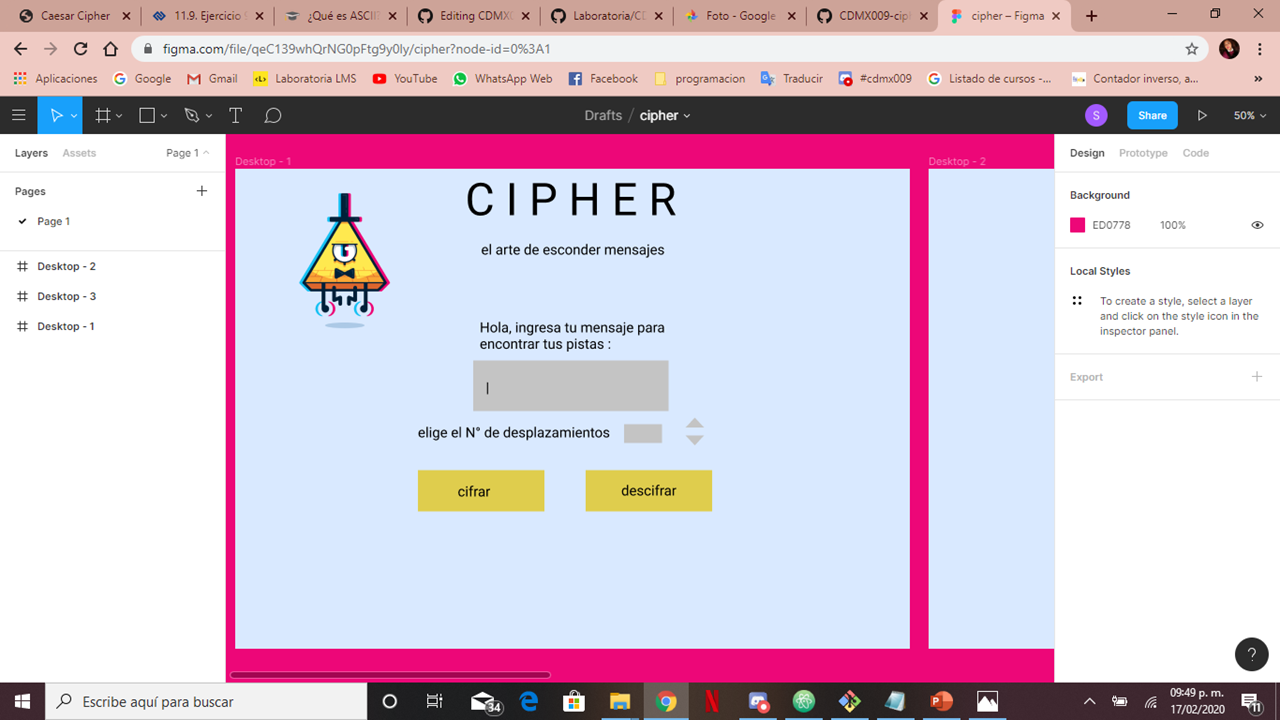 Caesar Cipher
11.9. Ejercicio
¿Qué es ASCII
Editing CDMX
Laboratoria/CD
Foto - Google
CDMX009-ciph
cipher – Figma
figma.com/file/qeC139whQrNG0pFtg9y0ly/cipher?node-id=0%3A1
Aplicaciones
Google
Gmail
<L>
Laboratoria LMS
YouTube
WhatsApp Web
Facebook
programacion
Traducir
#cdmx009
Listado de cursos -...
Contador inverso, a...
»
Drafts / cipher
S
Share
50%
Layers
Assets
Page 1
Pages
Page 1
Desktop - 2
Desktop - 3
Desktop - 1
Desktop - 1
Desktop - 2
CIPHER
el arte de esconder mensajes
Hola, ingresa tu mensaje para
encontrar tus pistas :
|
elige el N° de desplazamientos
cifrar
descifrar
Design
Prototype
Code
Background
ED0778
100%
Local Styles
To create a style, select a layer
and click on the style icon in the
inspector panel.
Export
?
Escribe aquí para buscar
34
09:49 p. m.
17/02/2020
11